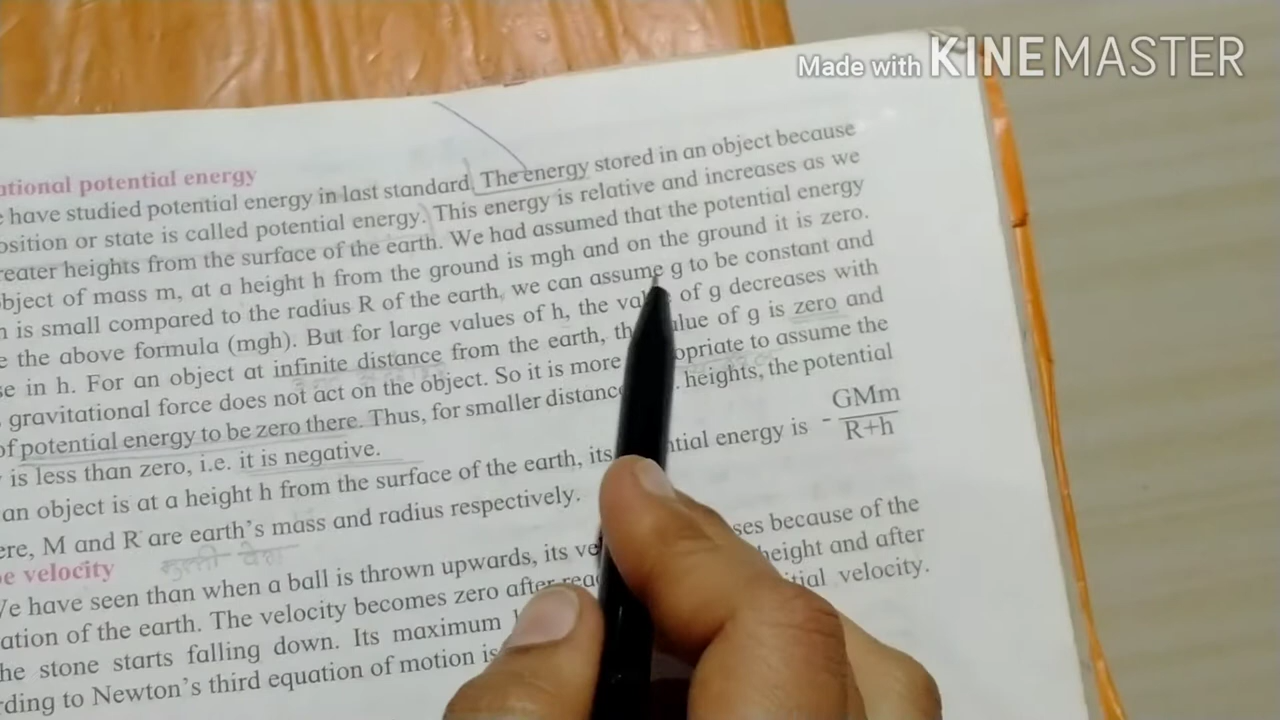 Made with KINEMASTER
ational potential energy
e have studied potential energy in last standard. The energy stored in an object because
osition or state is called potential energy. This energy is relative and increases as we
reater heights from the surface of the earth. We had assumed that the potential energy
bject of mass m, at a height h from the ground is mgh and on the ground it is zero.
h is small compared to the radius R of the earth, we can assume g to be constant and
e the above formula (mgh). But for large values of h, the va of g decreases with
se in h. For an object at infinite distance from the earth, th alue of g is zero and
gravitational force does not act on the object. So it is more opriate to assume the
of potential energy to be zero there. Thus, for smaller distanc . heights, the potential
is less than zero, i.e. it is negative.
an object is at a height h from the surface of the earth, its ntial energy is - GMm
R+h
ere, M and R are earth's mass and radius respectively.
e velocity
We have seen than when a ball is thrown upwards, its ve ses because of the
ation of the earth. The velocity becomes zero after rea height and after
he stone starts falling down. Its maximum itial velocity.
rding to Newton's third equation of motion is